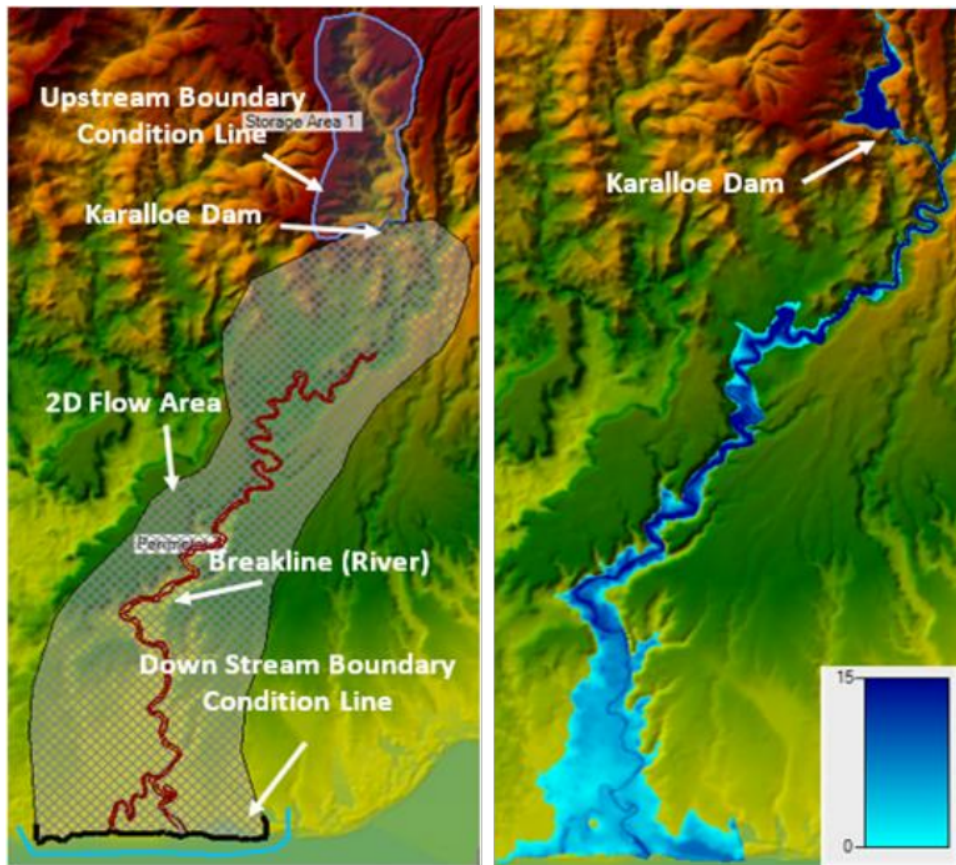 Upstream Boundary
Storage Area 1
Condition Line
Karalloe Dam
2D Flow Area
Breakline (River)
Down Stream Boundary
Condition Line
Karalloe Dam
15
0